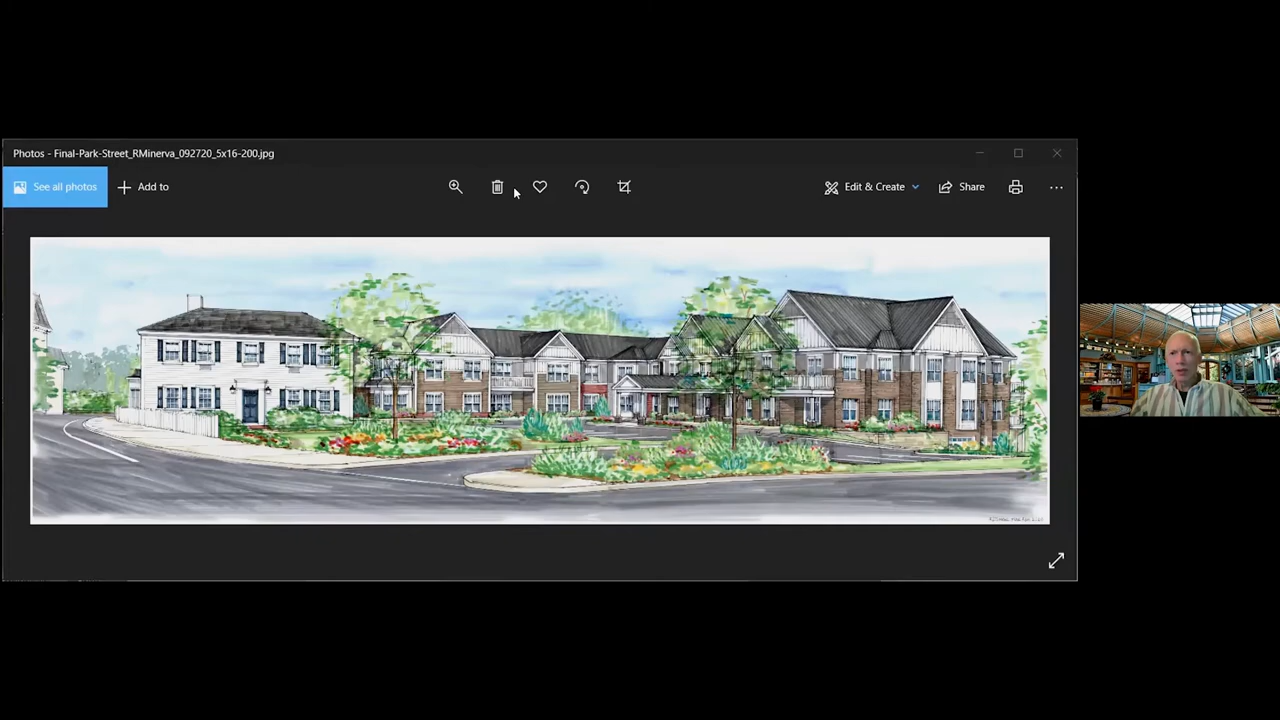 Photos - Final-Park-Street_RMinerva_092720_5x16-200.jpg
See all photos
Add to
Edit & Create
Share